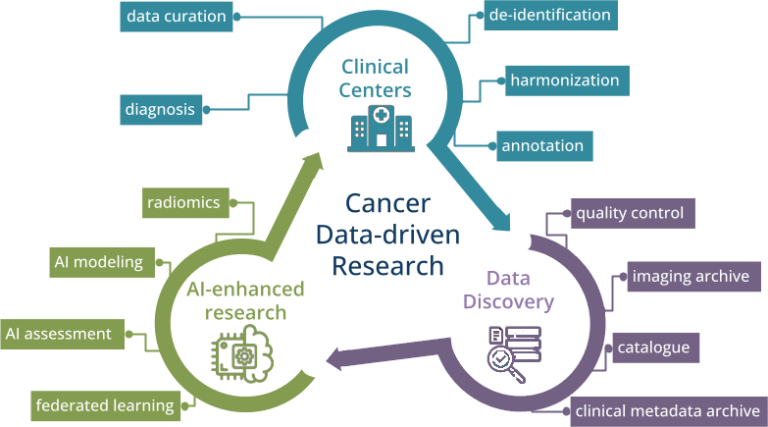 data curation
de-identification
Clinical
Centers
harmonization
diagnosis
annotation
radiomics
Cancer
Data-driven
Research
quality control
AI modeling
imaging archive
AI-enhanced
research
Data
Discovery
AI assessment
catalogue
federated learning
clinical metadata archive